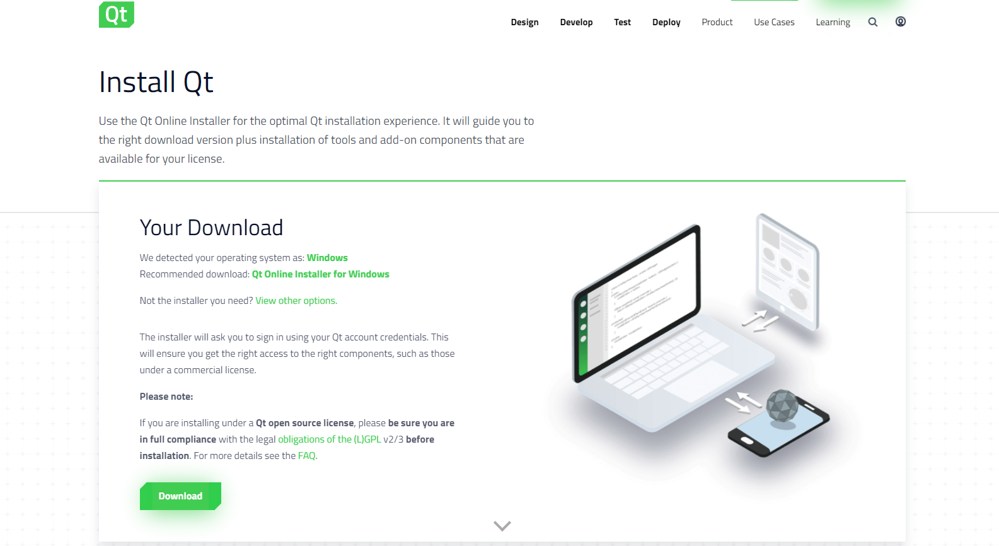 Qt
Design Develop Test Deploy Product Use Cases Learning
Install Qt
Use the Qt Online Installer for the optimal Qt installation experience. It will guide you to
the right download version plus installation of tools and add-on components that are
available for your license.
Your Download
We detected your operating system as: Windows
Recommended download: Qt Online Installer for Windows
Not the installer you need? View other options.
The installer will ask you to sign in using your Qt account credentials. This
will ensure you get the right access to the right components, such as those
under a commercial license.
Please note:
If you are installing under a Qt open source license, please be sure you are
in full compliance with the legal obligations of the (L)GPL v2/3 before
installation. For more details see the FAQ.
Download